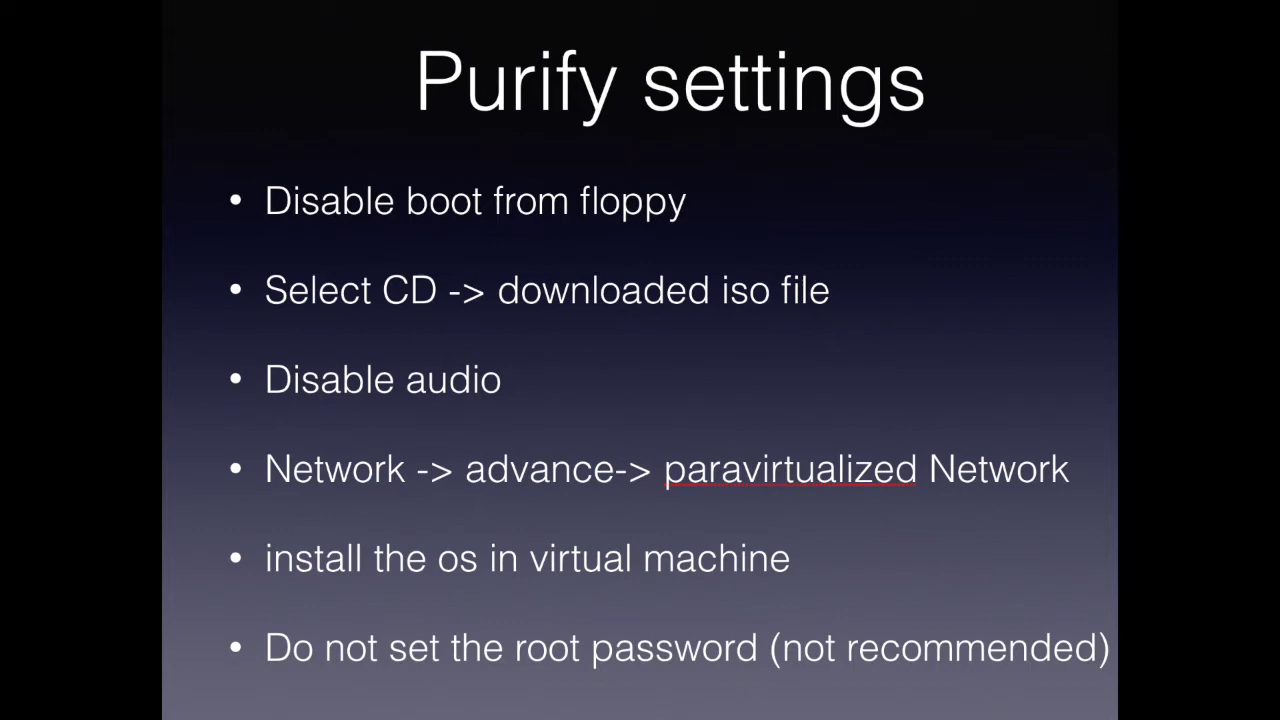 Purify settings
• Disable boot from floppy
• Select CD -> downloaded iso file
• Disable audio
• Network -> advance-> paravirtualized Network
• install the os in virtual machine
• Do not set the root password (not recommended)